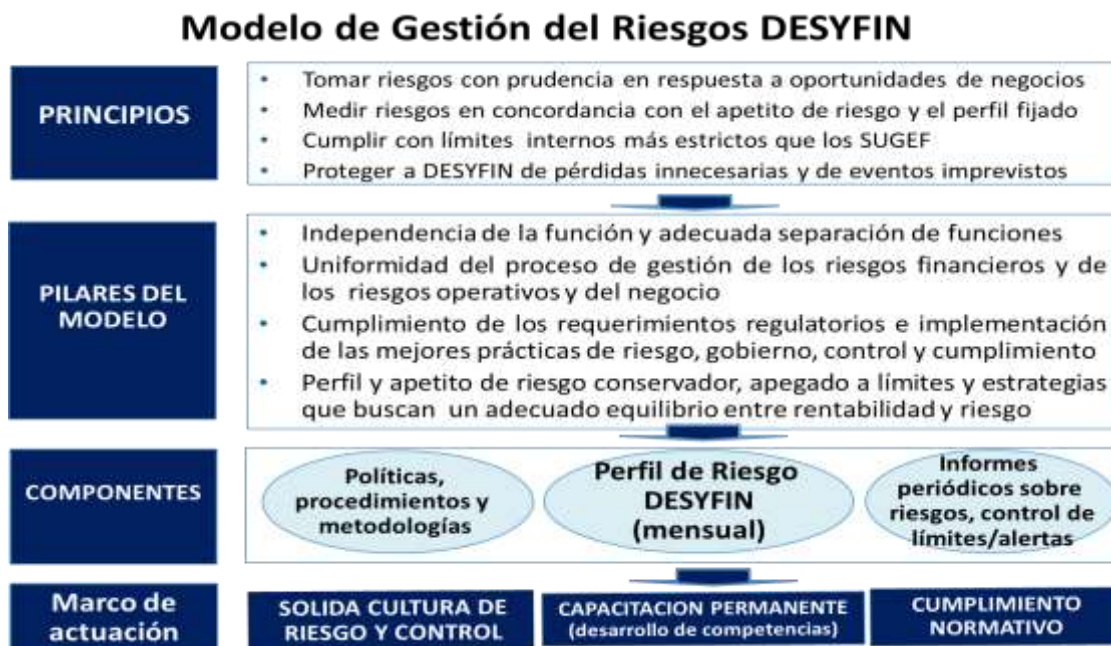 Modelo de Gestión del Riesgos DESYFIN
PRINCIPIOS
• Tomar riesgos con prudencia en respuesta a oportunidades de negocios
• Medir riesgos en concordancia con el apetito de riesgo y el perfil fijado
• Cumplir con límites internos más estrictos que los SUGEF
• Proteger a DESYFIN de pérdidas innecesarias y de eventos imprevistos
PILARES DEL
MODELO
• Independencia de la función y adecuada separación de funciones
• Uniformidad del proceso de gestión de los riesgos financieros y de
los riesgos operativos y del negocio
• Cumplimiento de los requerimientos regulatorios e implementación
de las mejores prácticas de riesgo, gobierno, control y cumplimiento
• Perfil y apetito de riesgo conservador, apegado a límites y estrategias
que buscan un adecuado equilibrio entre rentabilidad y riesgo
COMPONENTES
Políticas,
procedimientos y
metodologías
Perfil de Riesgo
DESYFIN
(mensual)
Informes
periódicos sobre
riesgos, control de
límites/alertas
Marco de
actuación
SOLIDA CULTURA DE
RIESGO Y CONTROL
CAPACITACION PERMANENTE
(desarrollo de competencias)
CUMPLIMIENTO
NORMATIVO